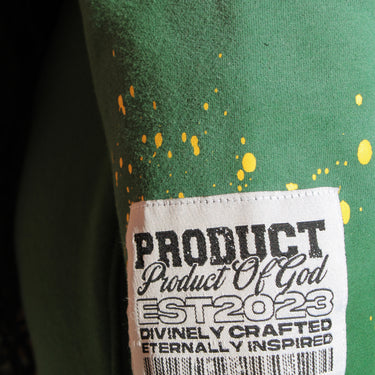 PRODUCT
Product Of God
EST2023
DIVINELY CRAFTED
ETERNALLY INSPIRED